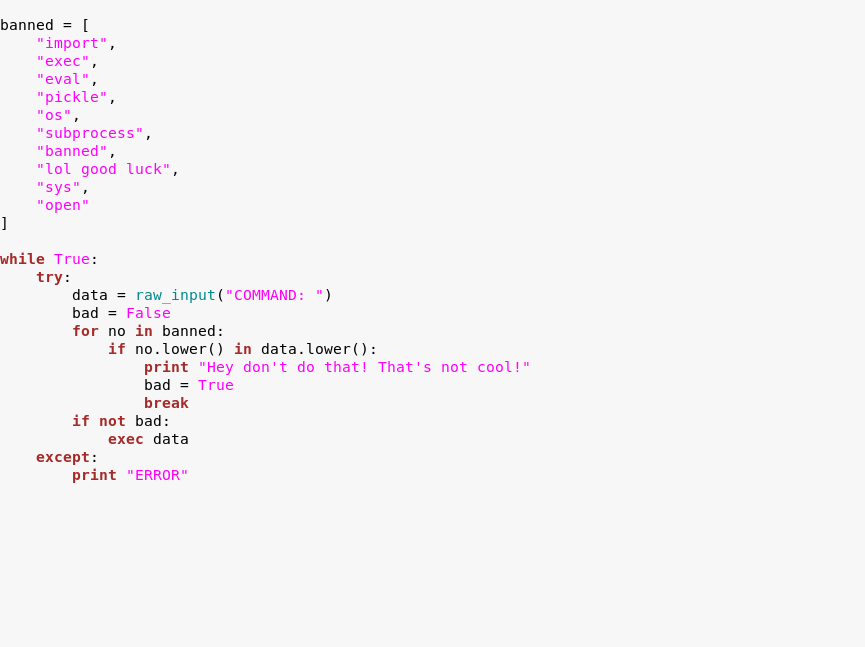 banned = [
    "import",
    "exec",
    "eval",
    "pickle",
    "os",
    "subprocess",
    "banned",
    "lol good luck",
    "sys",
    "open"
]

while True:
    try:
        data = raw_input("COMMAND: ")
        bad = False
        for no in banned:
            if no.lower() in data.lower():
                print "Hey don't do that! That's not cool!"
                bad = True
                break
        if not bad:
            exec data
    except:
        print "ERROR"